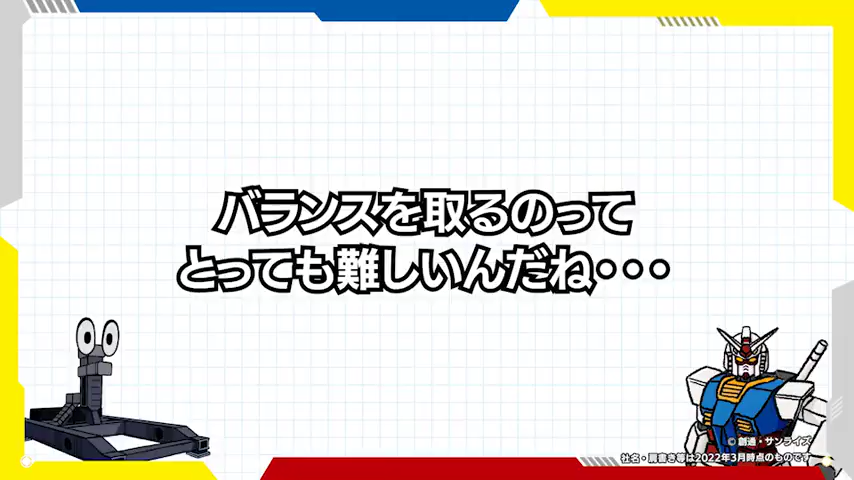 バランスを取るのって
とっても難しいんだね・・・
© 創通・サンライズ
社名・肩書き等は2022年3月時点のものです